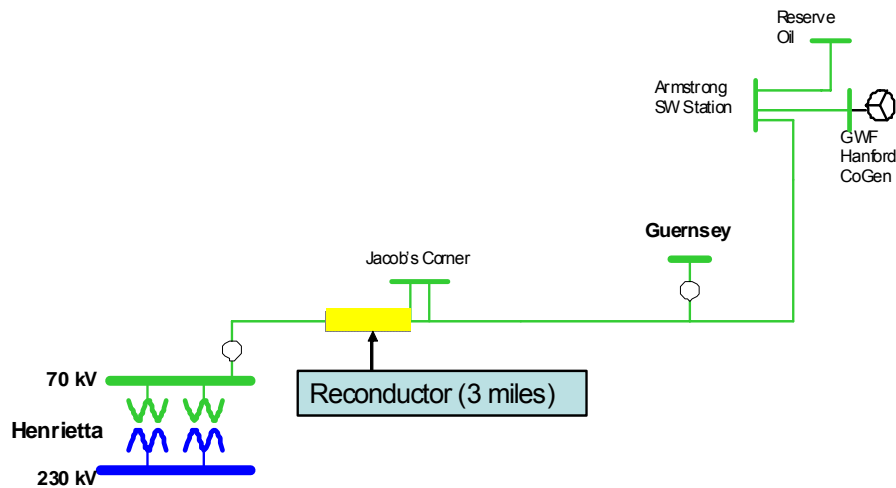 Reserve
Oil
Armstrong
SW Station
GWF
Hanford
CoGen
Guernsey
Jacob's Corner
70 kV
Reconductor (3 miles)
Henrietta
230 kV